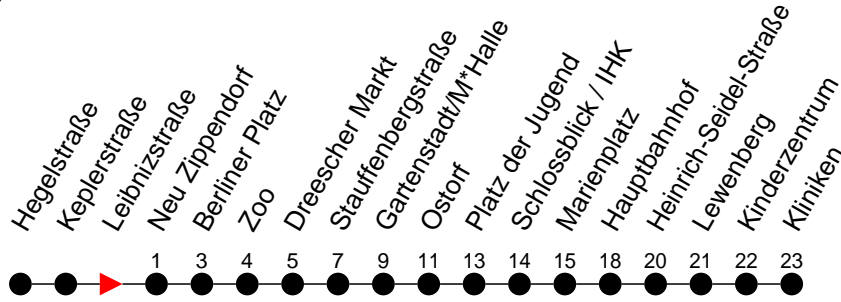 Hegelstraße
Keplerstraße
Leibnizstraße
Neu Zippendorf
Berliner Platz
Zoo
Dreescher Markt
Stauffenbergstraße
Gartenstadt/M*Halle
Ostorf
Platz der Jugend
Schlossblick / IHK
Marienplatz
Hauptbahnhof
Heinrich-Seidel-Straße
Lewenberg
Kinderzentrum
Kliniken
1 3 4 5 7 9 11 13 14 15 18 20 21 22 23